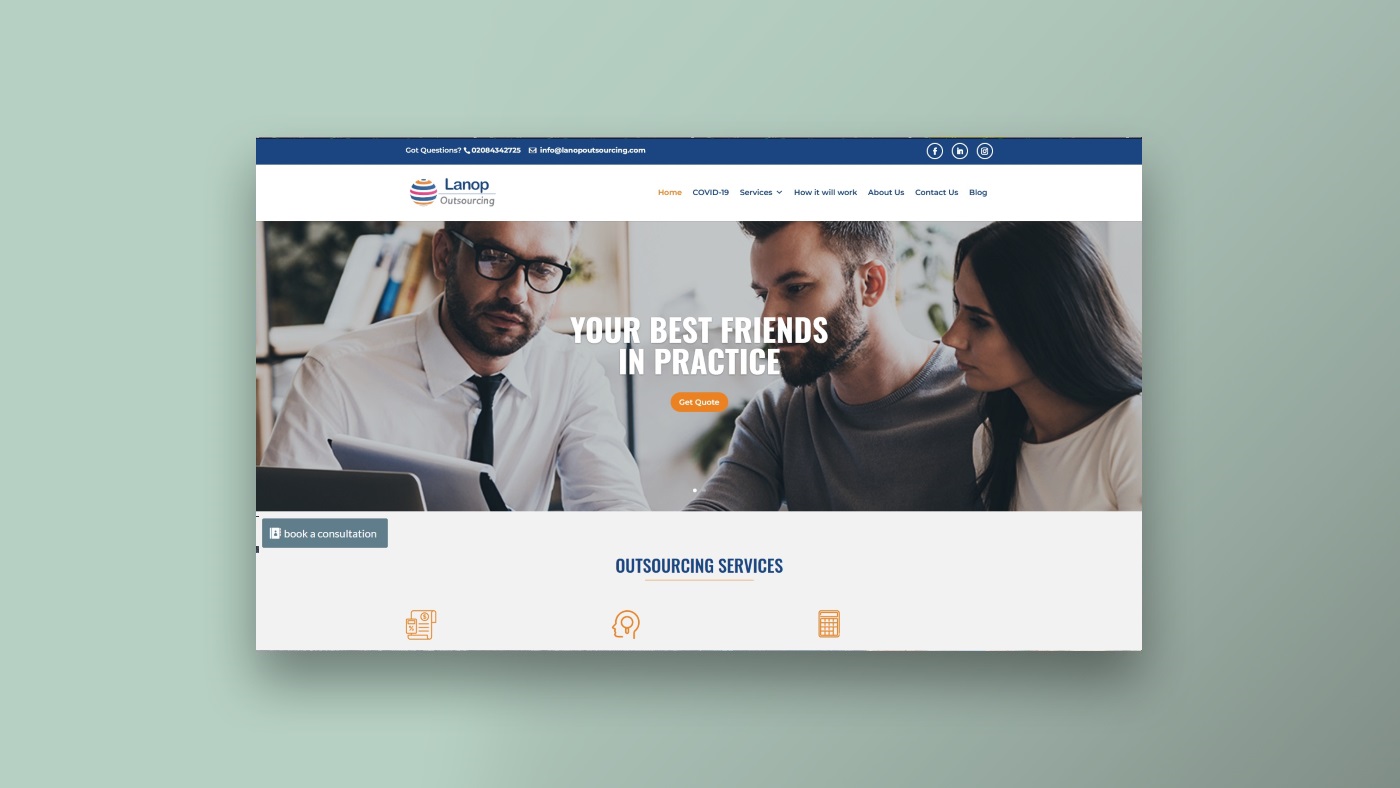 Got Questions? 02084342725 info@lanopoutsourcing.com
Lanop
Outsourcing
Home COVID-19 Services How it will work About Us Contact Us Blog
YOUR BEST FRIENDS
IN PRACTICE
Get Quote
book a consultation
OUTSOURCING SERVICES